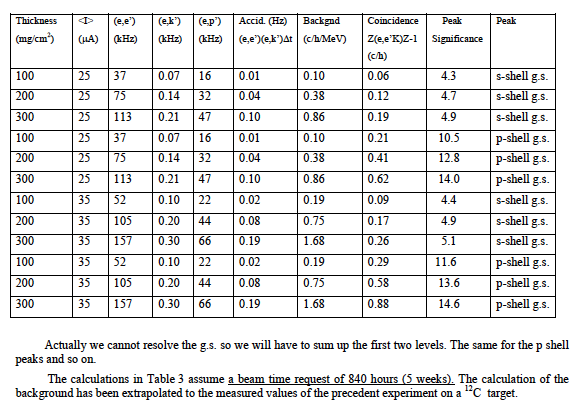 Thickness <I> (e,e') (e,k') (e,p') Accid. (Hz) Backgnd Coincidence Peak Peak
(mg/cm²) (μA) (kHz) (kHz) (kHz) (e,e')(e,k')Δt (c/h/MeV) Z(e,e'K)Z-1 Significance
(c/h)
100 25 37 0.07 16 0.01 0.10 0.06 4.3 s-shell g.s.
200 25 75 0.14 32 0.04 0.38 0.12 4.7 s-shell g.s.
300 25 113 0.21 47 0.10 0.86 0.19 4.9 s-shell g.s.
100 25 37 0.07 16 0.01 0.10 0.21 10.5 p-shell g.s.
200 25 75 0.14 32 0.04 0.38 0.41 12.8 p-shell g.s.
300 25 113 0.21 47 0.10 0.86 0.62 14.0 p-shell g.s.
100 35 52 0.10 22 0.02 0.19 0.09 4.4 s-shell g.s.
200 35 105 0.20 44 0.08 0.75 0.17 4.9 s-shell g.s.
300 35 157 0.30 66 0.19 1.68 0.26 5.1 s-shell g.s.
100 35 52 0.10 22 0.02 0.19 0.29 11.6 p-shell g.s.
200 35 105 0.20 44 0.08 0.75 0.58 13.6 p-shell g.s.
300 35 157 0.30 66 0.19 1.68 0.88 14.6 p-shell g.s.
Actually we cannot resolve the g.s. so we will have to sum up the first two levels. The same for the p shell
peaks and so on.
The calculations in Table 3 assume a beam time request of 840 hours (5 weeks). The calculation of the
background has been extrapolated to the measured values of the precedent experiment on a ¹²C target.